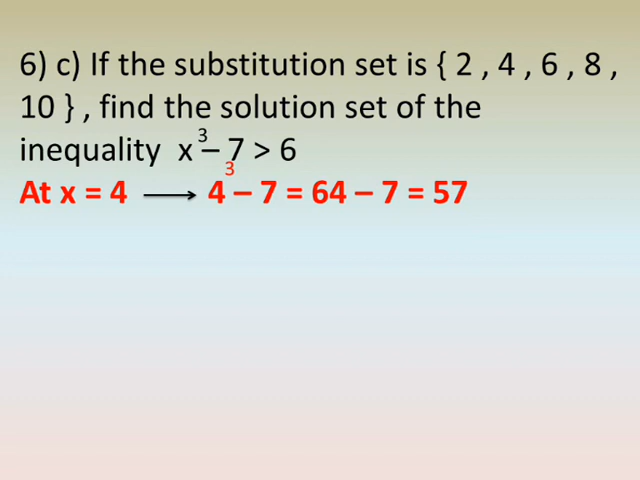 6) c) If the substitution set is { 2 , 4 , 6 , 8 ,
10 } , find the solution set of the
inequality x³ – 7 > 6
At x = 4 ⟶ 4³ – 7 = 64 – 7 = 57